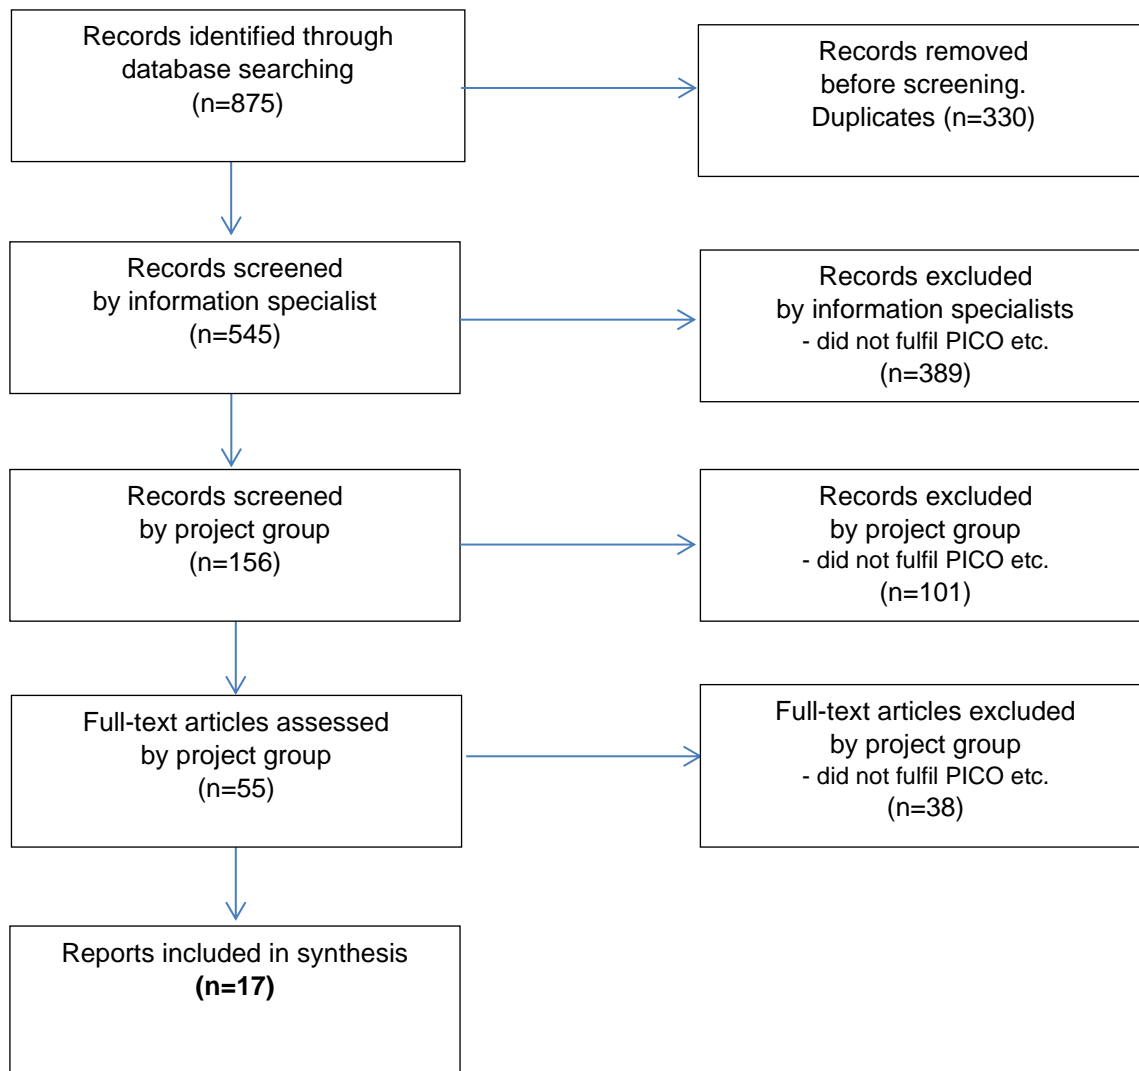 Records identified through
database searching
(n=875)
Records removed
before screening.
Duplicates (n=330)
Records screened
by information specialist
(n=545)
Records excluded
by information specialists
- did not fulfil PICO etc.
(n=389)
Records screened
by project group
(n=156)
Records excluded
by project group
- did not fulfil PICO etc.
(n=101)
Full-text articles assessed
by project group
(n=55)
Full-text articles excluded
by project group
- did not fulfil PICO etc.
(n=38)
Reports included in synthesis
(n=17)